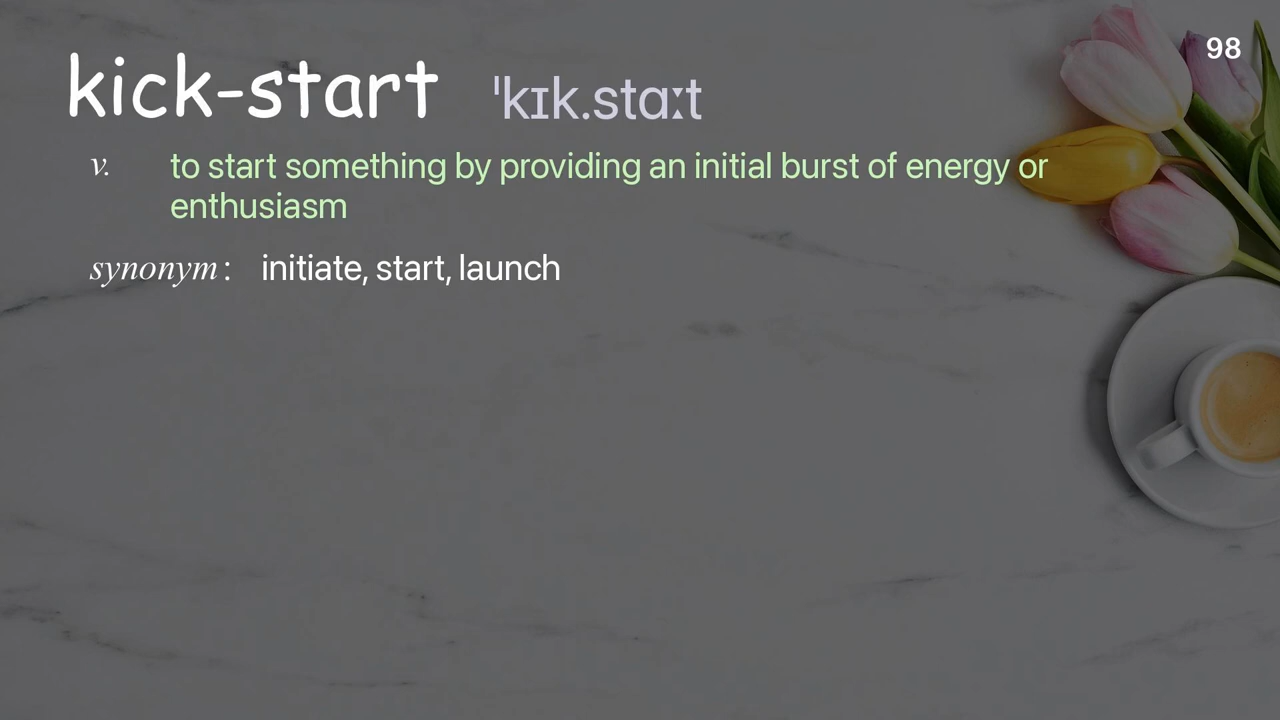 98
kick-start ˈkɪk.stɑːt
v. to start something by providing an initial burst of energy or
enthusiasm
synonym: initiate, start, launch